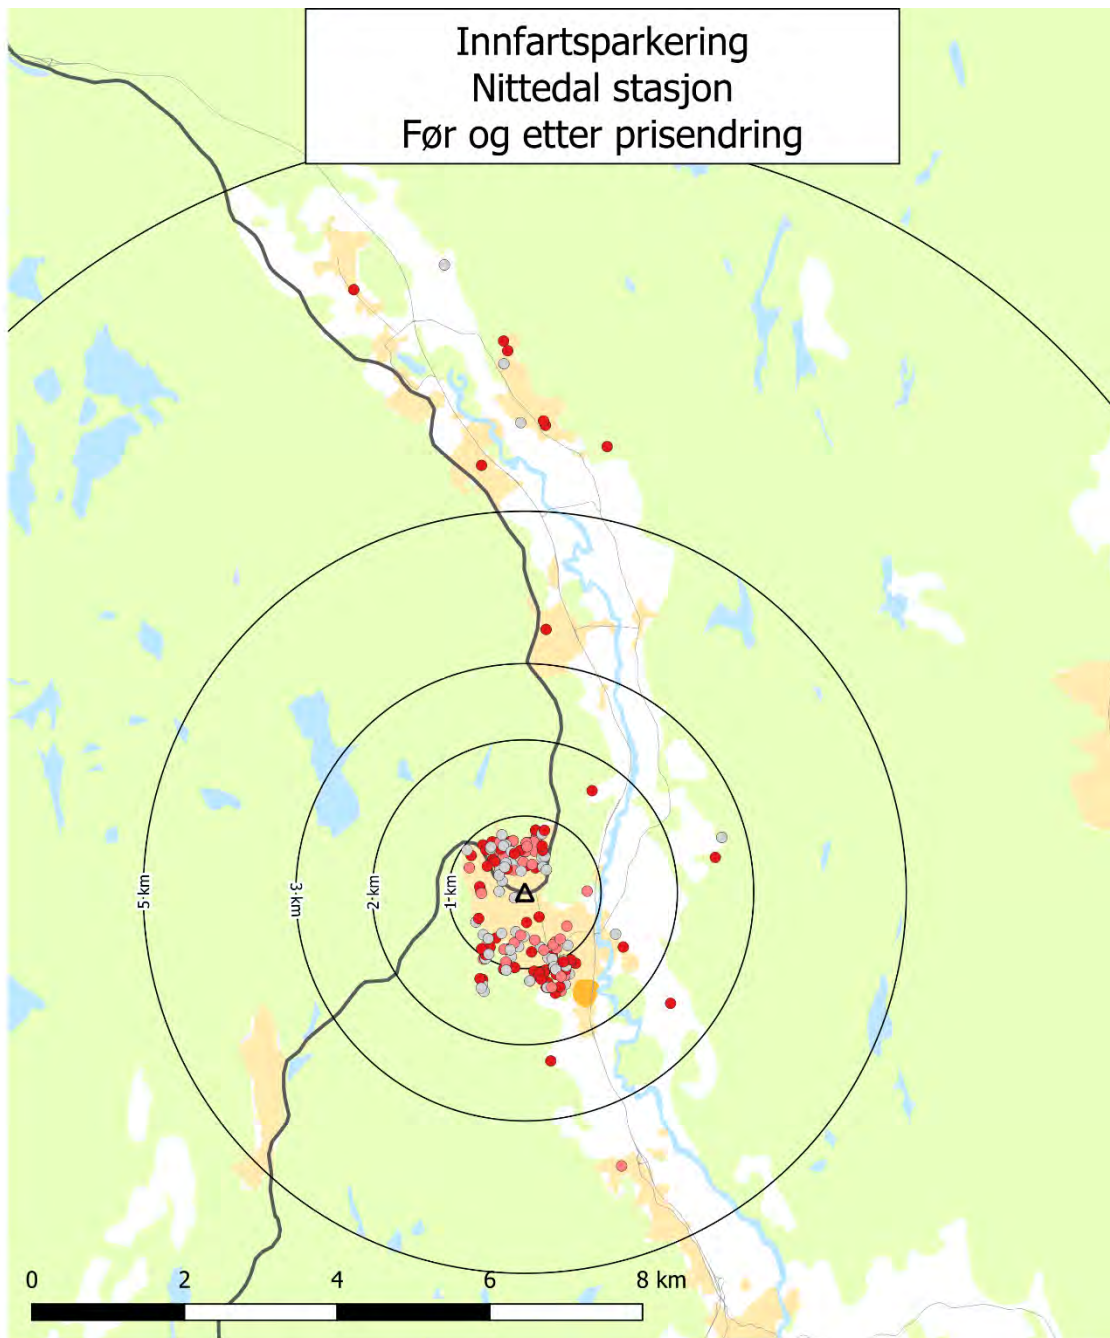 Innfartsparkering
Nittedal stasjon
Før og etter prisendring
5 km
3 km
2 km
1 km
0 2 4 6 8 km